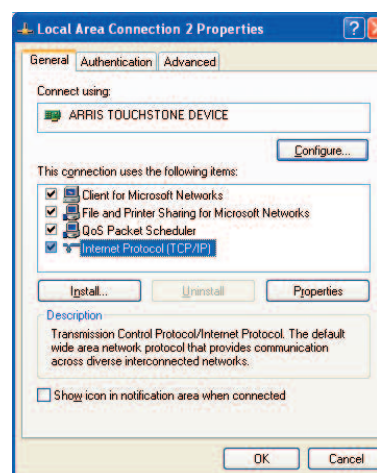 Local Area Connection 2 Properties
General Authentication Advanced
Connect using:
ARRIS TOUCHSTONE DEVICE
Configure...
This connection uses the following items:
Client for Microsoft Networks
File and Printer Sharing for Microsoft Networks
QoS Packet Scheduler
Internet Protocol (TCP/IP)
Install... Uninstall Properties
Description
Transmission Control Protocol/Internet Protocol. The default
wide area network protocol that provides communication
across diverse interconnected networks.
Show icon in notification area when connected
OK Cancel